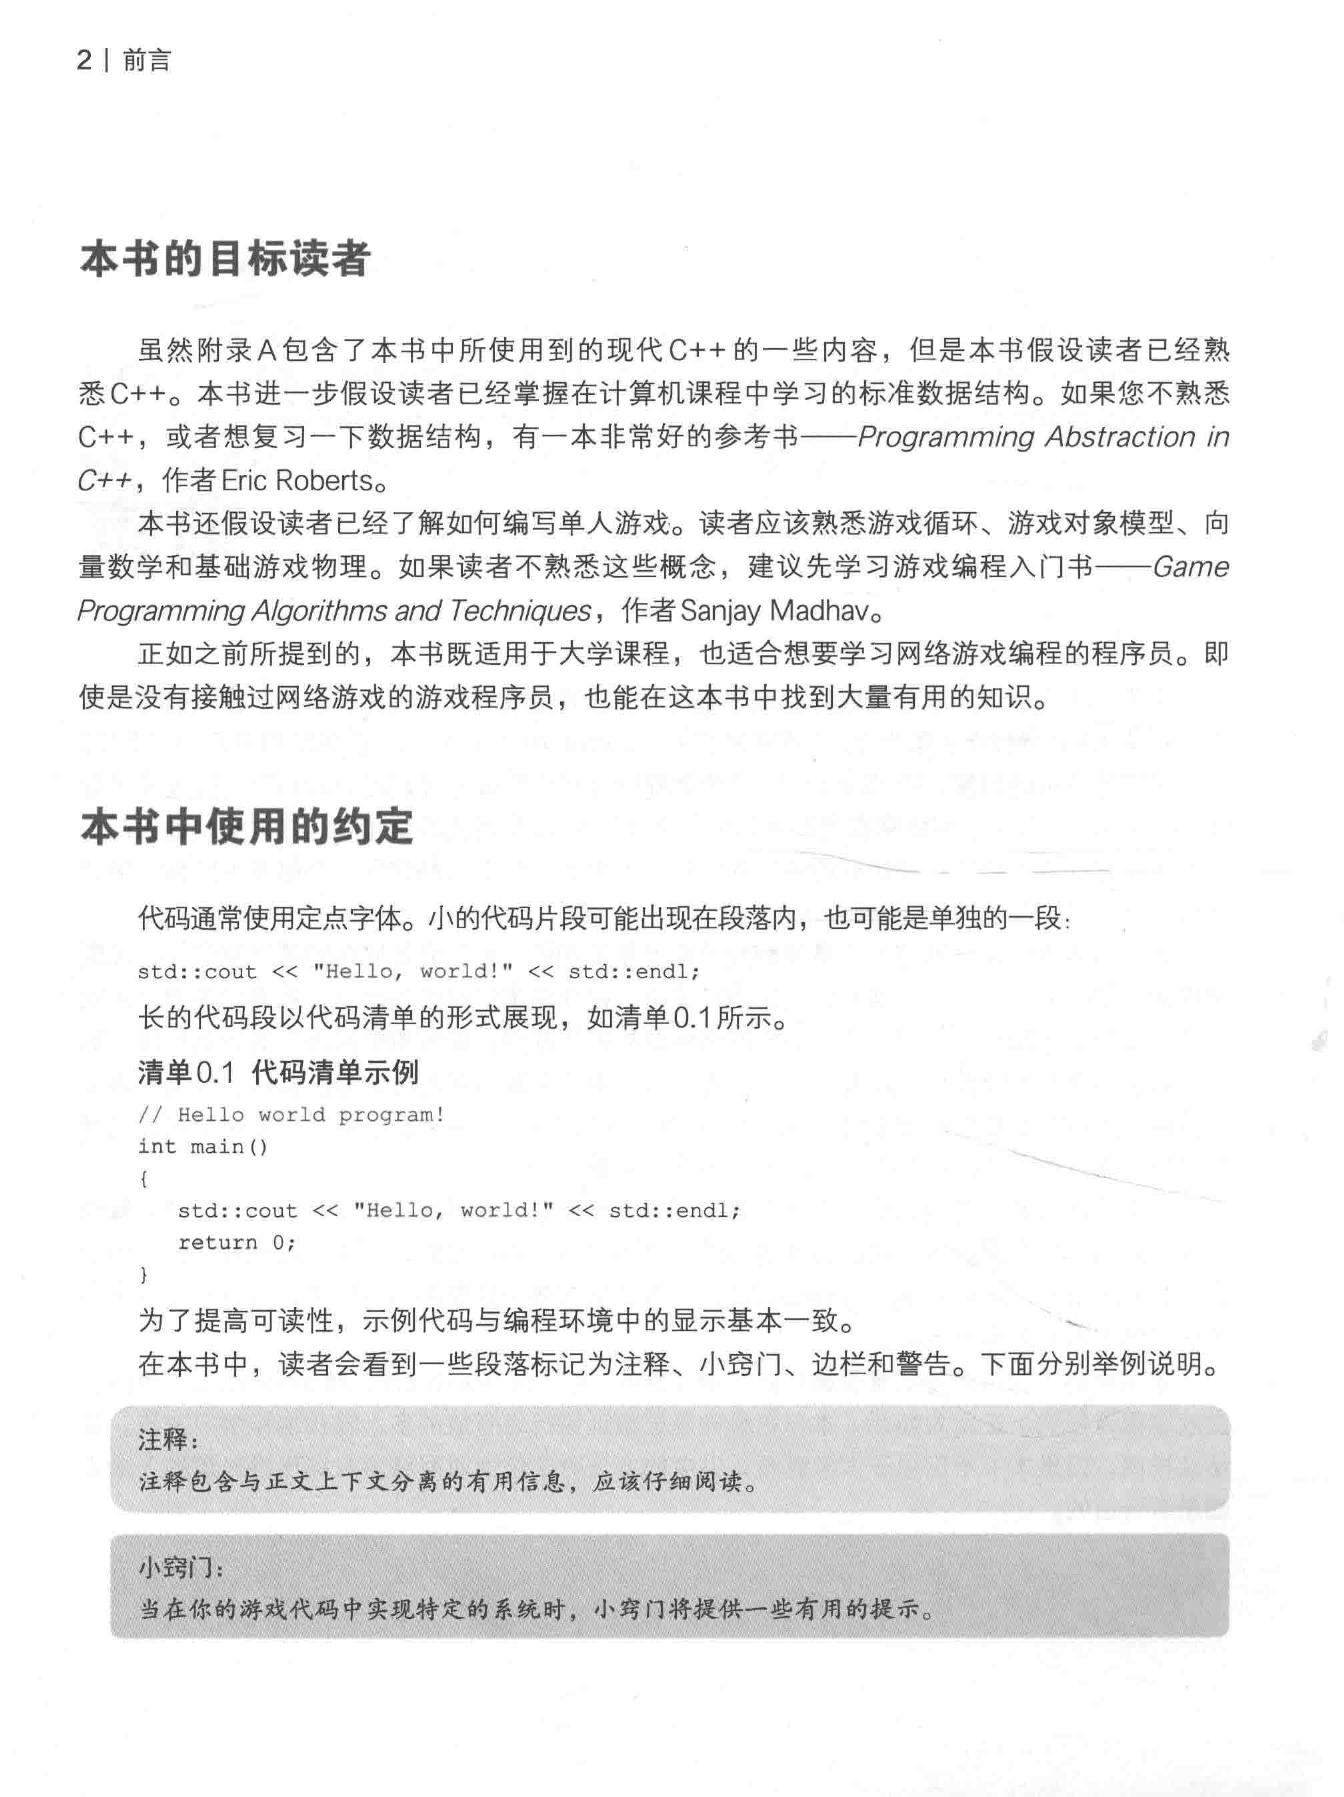 2 | 前言
本书的目标读者
虽然附录A包含了本书中所使用到的现代C++的一些内容，但是本书假设读者已经熟
悉C++。本书进一步假设读者已经掌握在计算机课程中学习的标准数据结构。如果您不熟悉
C++，或者想复习一下数据结构，有一本非常好的参考书——Programming Abstraction in
C++，作者Eric Roberts。
本书还假设读者已经了解如何编写单人游戏。读者应该熟悉游戏循环、游戏对象模型、向
量数学和基础游戏物理。如果读者不熟悉这些概念，建议先学习游戏编程入门书——Game
Programming Algorithms and Techniques，作者Sanjay Madhav。
正如之前所提到的，本书既适用于大学课程，也适合想要学习网络游戏编程的程序员。即
使是没有接触过网络游戏的游戏程序员，也能在这本书中找到大量有用的知识。
本书中使用的约定
代码通常使用定点字体。小的代码片段可能出现在段落内，也可能是单独的一段：
std::cout << "Hello, world!" << std::endl;
长的代码段以代码清单的形式展现，如清单0.1所示。
清单0.1 代码清单示例
// Hello world program!
int main()
{
std::cout << "Hello, world!" << std::endl;
return 0;
}
为了提高可读性，示例代码与编程环境中的显示基本一致。
在本书中，读者会看到一些段落标记为注释、小窍门、边栏和警告。下面分别举例说明。
注释：
注释包含与正文上下文分离的有用信息，应该仔细阅读。
小窍门：
当在你的游戏代码中实现特定的系统时，小窍门将提供一些有用的提示。